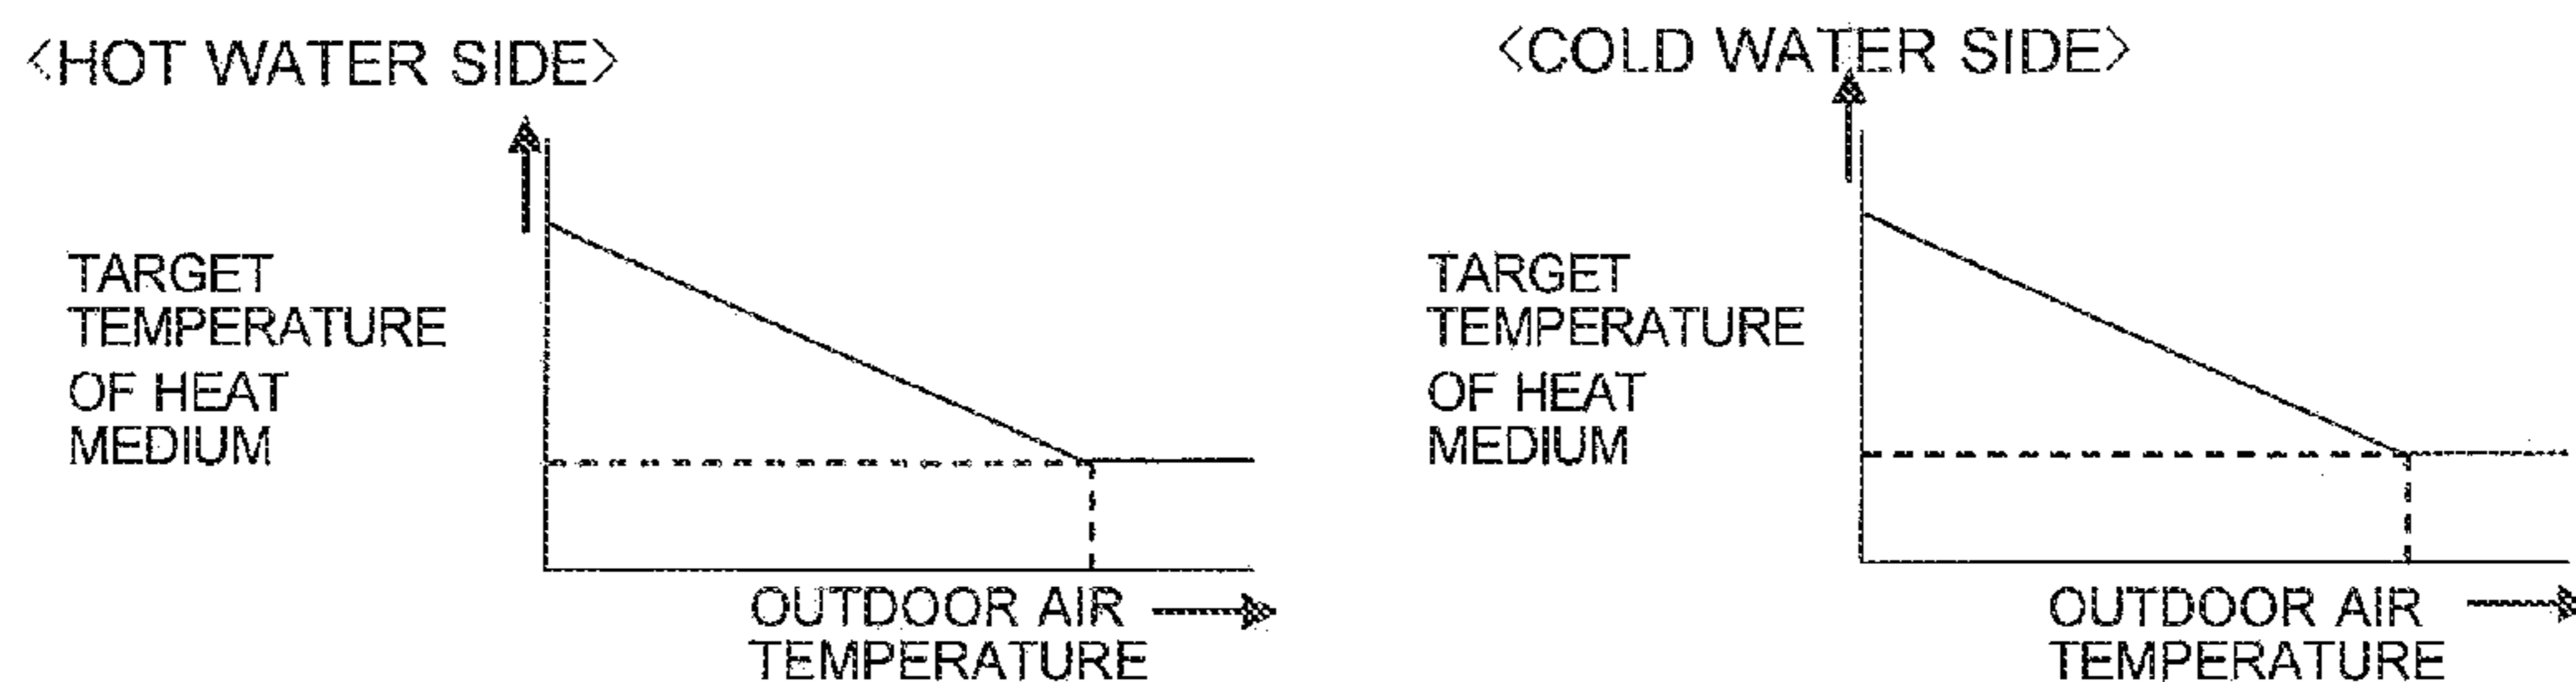 <HOT WATER SIDE>
TARGET
TEMPERATURE
OF HEAT
MEDIUM
OUTDOOR AIR
TEMPERATURE
<COLD WATER SIDE>
TARGET
TEMPERATURE
OF HEAT
MEDIUM
OUTDOOR AIR
TEMPERATURE